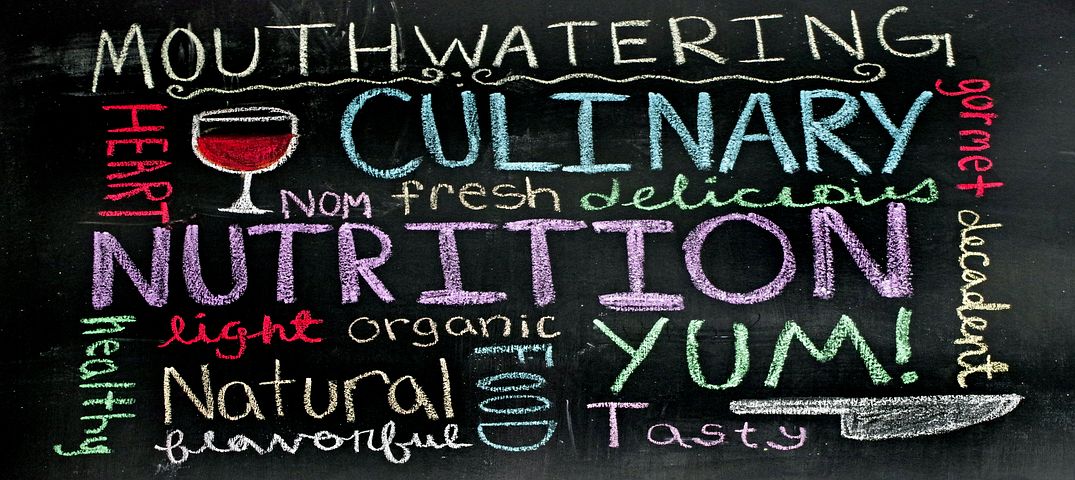 MOUTHWATERING
HEART
CULINARY
gormet
NOM fresh delicious
NUTRITION
decadent
healthy
light organic
YUM!
Natural
FOOD
flavorful
Tasty